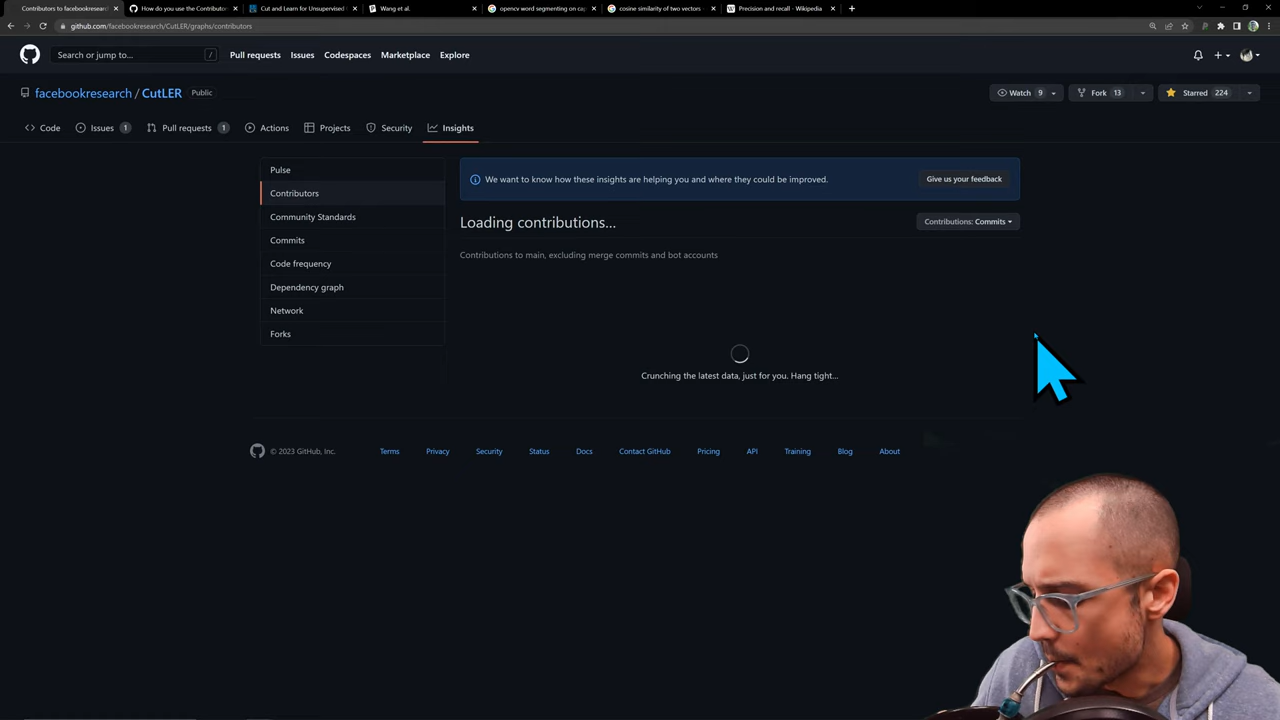 Contributors to facebookresearc
How do you use the Contributor
Cut and Learn for Unsupervised
Wang et al.
opencv word segmenting on cap
cosine similarity of two vectors -
Precision and recall - Wikipedia
github.com/facebookresearch/CutLER/graphs/contributors
Search or jump to... /
Pull requests
Issues
Codespaces
Marketplace
Explore
facebookresearch / CutLER Public
Watch 9
Fork 13
Starred 224
Code
Issues 1
Pull requests 1
Actions
Projects
Security
Insights
Pulse
Contributors
Community Standards
Commits
Code frequency
Dependency graph
Network
Forks
We want to know how these insights are helping you and where they could be improved.
Give us your feedback
Loading contributions...
Contributions: Commits
Contributions to main, excluding merge commits and bot accounts
Crunching the latest data, just for you. Hang tight...
© 2023 GitHub, Inc.
Terms
Privacy
Security
Status
Docs
Contact GitHub
Pricing
API
Training
Blog
About